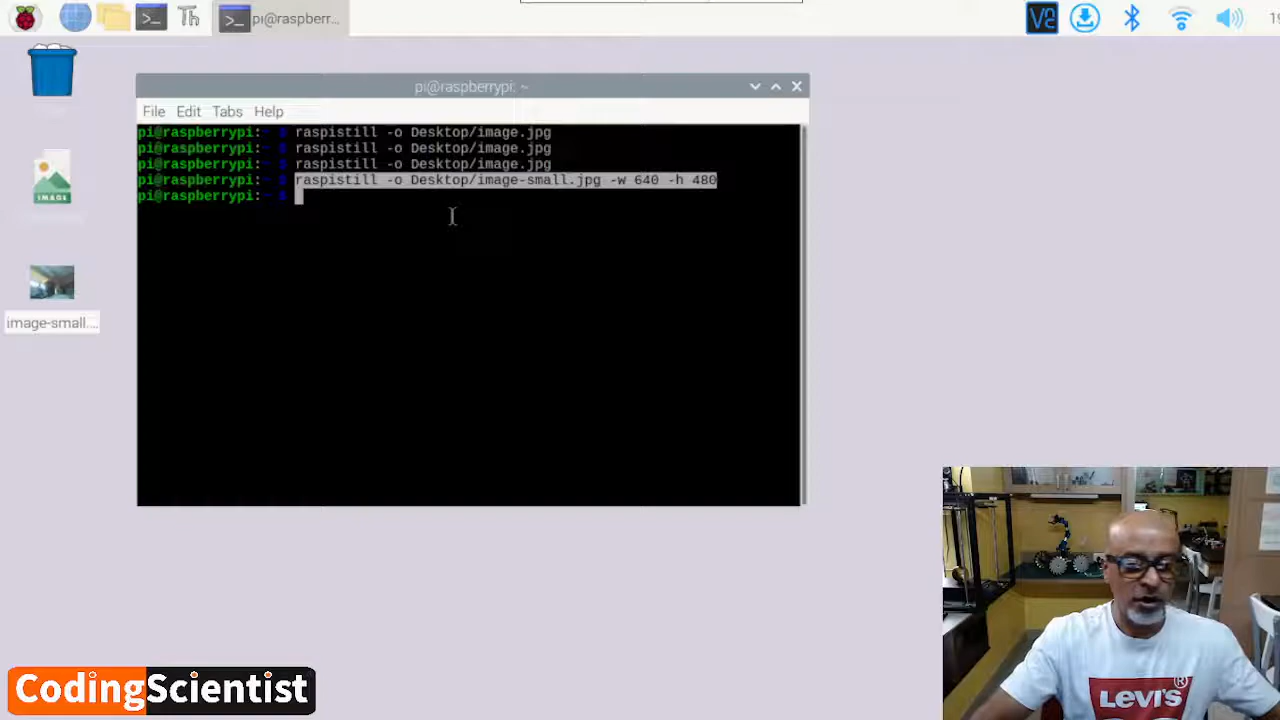 Th
pi@raspberr...
V2
pi@raspberrypi: ~
File Edit Tabs Help
pi@raspberrypi:~ $ raspistill -o Desktop/image.jpg
pi@raspberrypi:~ $ raspistill -o Desktop/image.jpg
pi@raspberrypi:~ $ raspistill -o Desktop/image.jpg
pi@raspberrypi:~ $ raspistill -o Desktop/image-small.jpg -w 640 -h 480
pi@raspberrypi:~ $
IMAGE
image-small....
CodingScientist
LEVI'S
®